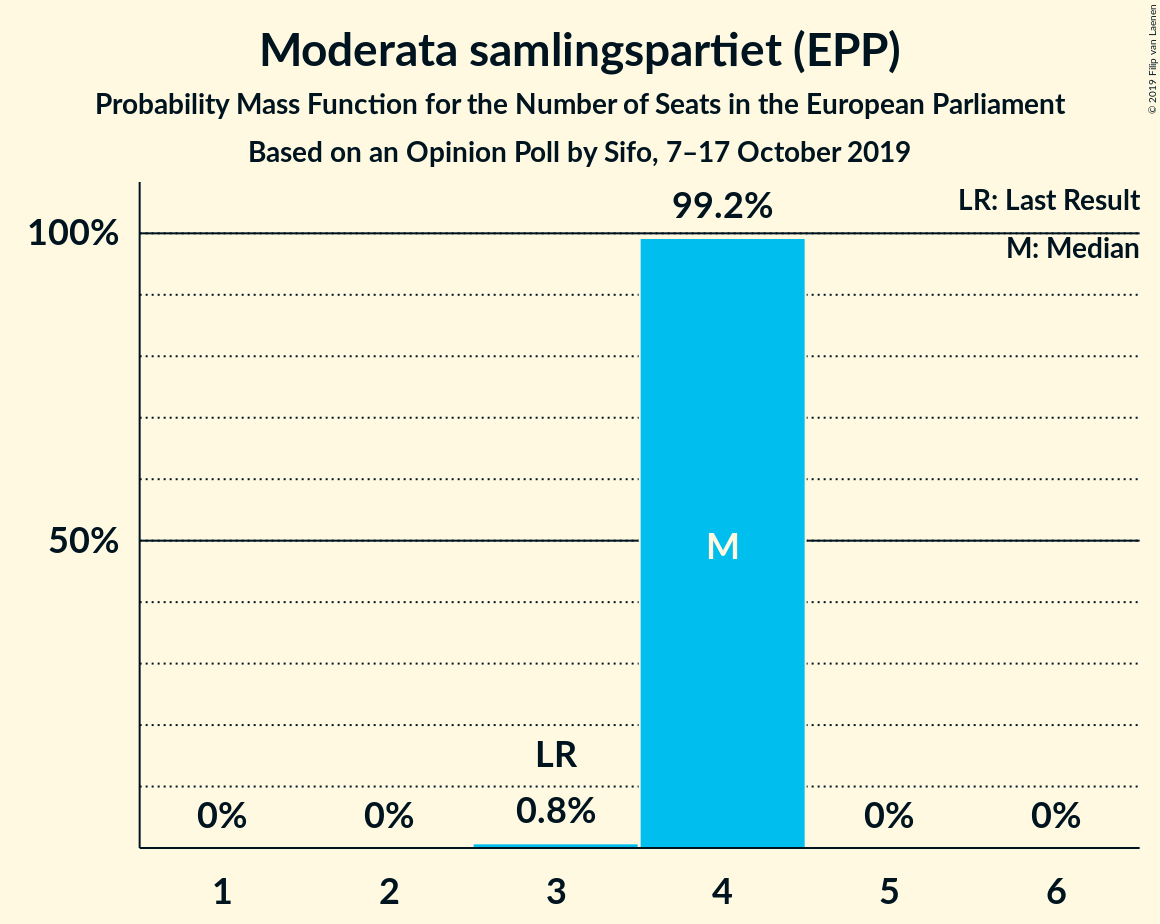 Moderata samlingspartiet (EPP)
Probability Mass Function for the Number of Seats in the European Parliament
Based on an Opinion Poll by Sifo, 7–17 October 2019
© 2019 Filip van Laenen
LR: Last Result
M: Median
100%
50%
99.2%
M
LR
0%
0%
0.8%
0%
0%
1
2
3
4
5
6